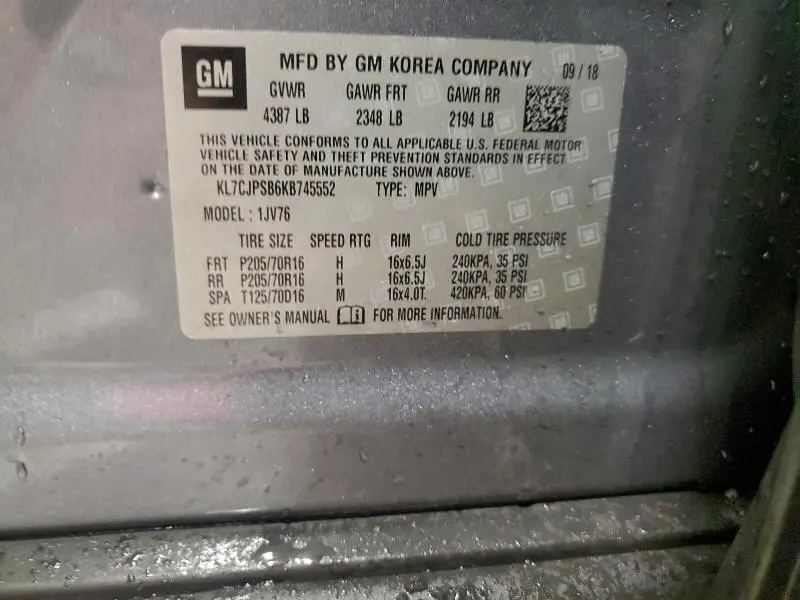 GM
MFD BY GM KOREA COMPANY 09 / 18
GVWR GAWR FRT GAWR RR
4387 LB 2348 LB 2194 LB
THIS VEHICLE CONFORMS TO ALL APPLICABLE U.S. FEDERAL MOTOR
VEHICLE SAFETY AND THEFT PREVENTION STANDARDS IN EFFECT
ON THE DATE OF MANUFACTURE SHOWN ABOVE.
KL7CJPSB6KB745552 TYPE: MPV
MODEL : 1JV76
TIRE SIZE SPEED RTG RIM COLD TIRE PRESSURE
FRT P205/70R16 H 16x6.5J 240KPA, 35 PSI
RR P205/70R16 H 16x6.5J 240KPA, 35 PSI
SPA T125/70D16 M 16x4.0T. 420KPA, 60 PSI
SEE OWNER'S MANUAL FOR MORE INFORMATION.